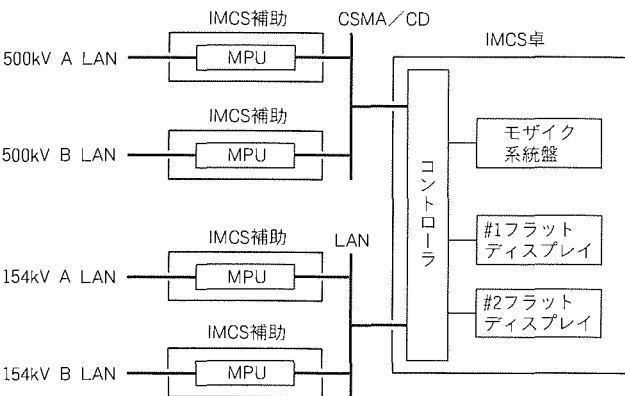 IMCS補助
CSMA／CD
IMCS卓
500kV A LAN
MPU
IMCS補助
500kV B LAN
MPU
モザイク
系統盤
コントローラ
#1フラット
ディスプレイ
IMCS補助
LAN
154kV A LAN
MPU
#2フラット
ディスプレイ
IMCS補助
154kV B LAN
MPU